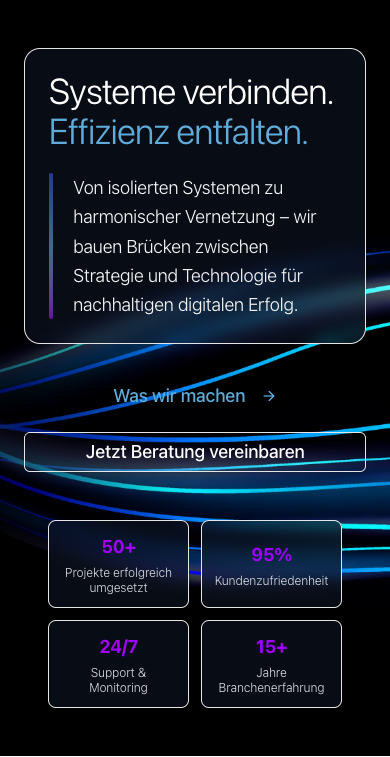 Systeme verbinden.
Effizienz entfalten.
Von isolierten Systemen zu
harmonischer Vernetzung – wir
bauen Brücken zwischen
Strategie und Technologie für
nachhaltigen digitalen Erfolg.
Was wir machen →
Jetzt Beratung vereinbaren
50+
Projekte erfolgreich
umgesetzt
95%
Kundenzufriedenheit
24/7
Support &
Monitoring
15+
Jahre
Branchenerfahrung